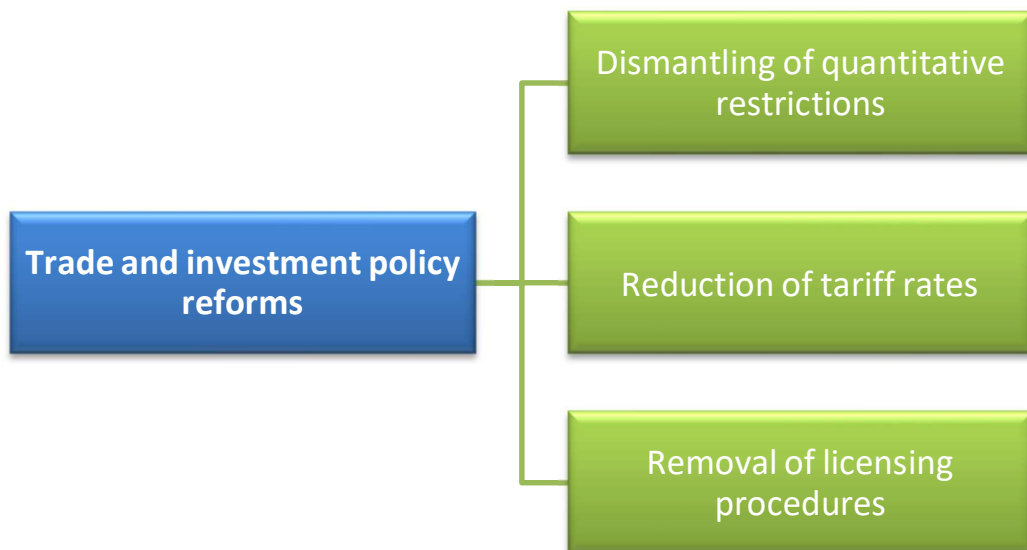 Dismantling of quantitative
restrictions
Trade and investment policy
reforms
Reduction of tariff rates
Removal of licensing
procedures